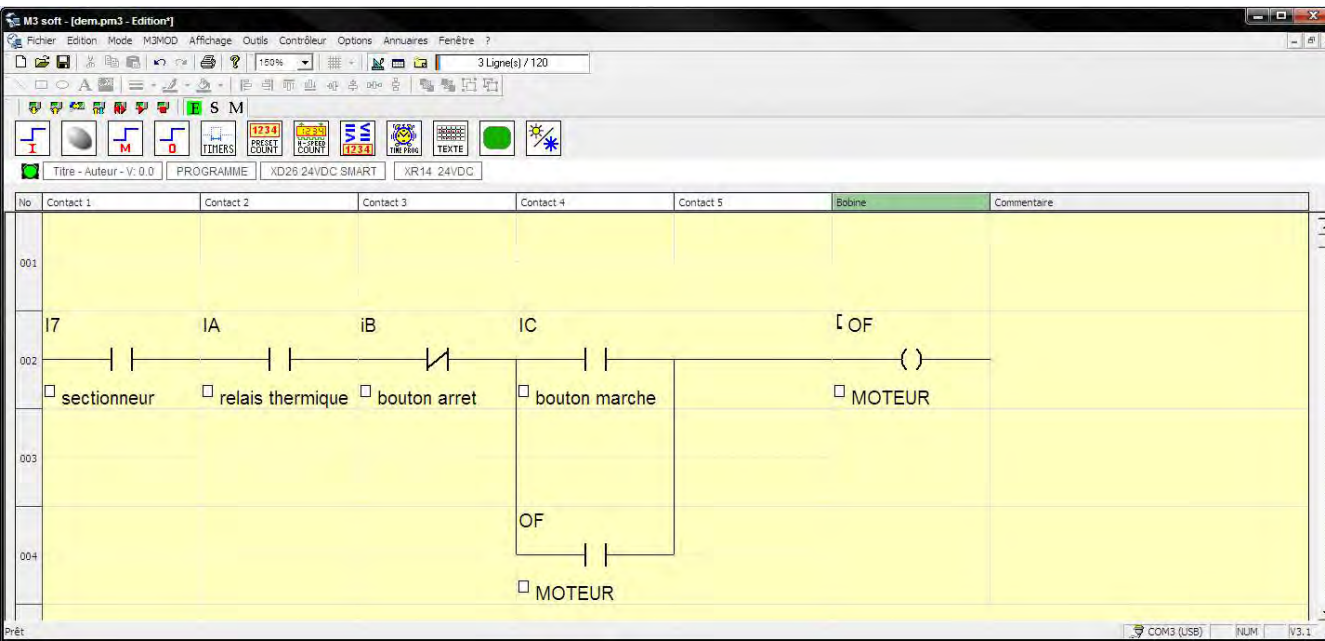 M3 soft - [dem.pm3 - Edition*]
Fichier Edition Mode M3MOD Affichage Outils Contrôleur Options Annuaires Fenêtre ?
150% 3 Ligne(s) / 120
A
E S M
I M O TIMERS 1234 PRESET COUNT 1234 H-SPEED COUNT 1234 TIME PROG TEXTE
Titre - Auteur - V: 0.0 PROGRAMME XD26 24VDC SMART XR14 24VDC
No Contact 1 Contact 2 Contact 3 Contact 4 Contact 5 Bobine Commentaire
001
I7 IA iB IC [ OF
002
sectionneur relais thermique bouton arret bouton marche MOTEUR
003
OF
004
MOTEUR
Prêt COM3 (USB) NUM V3.1